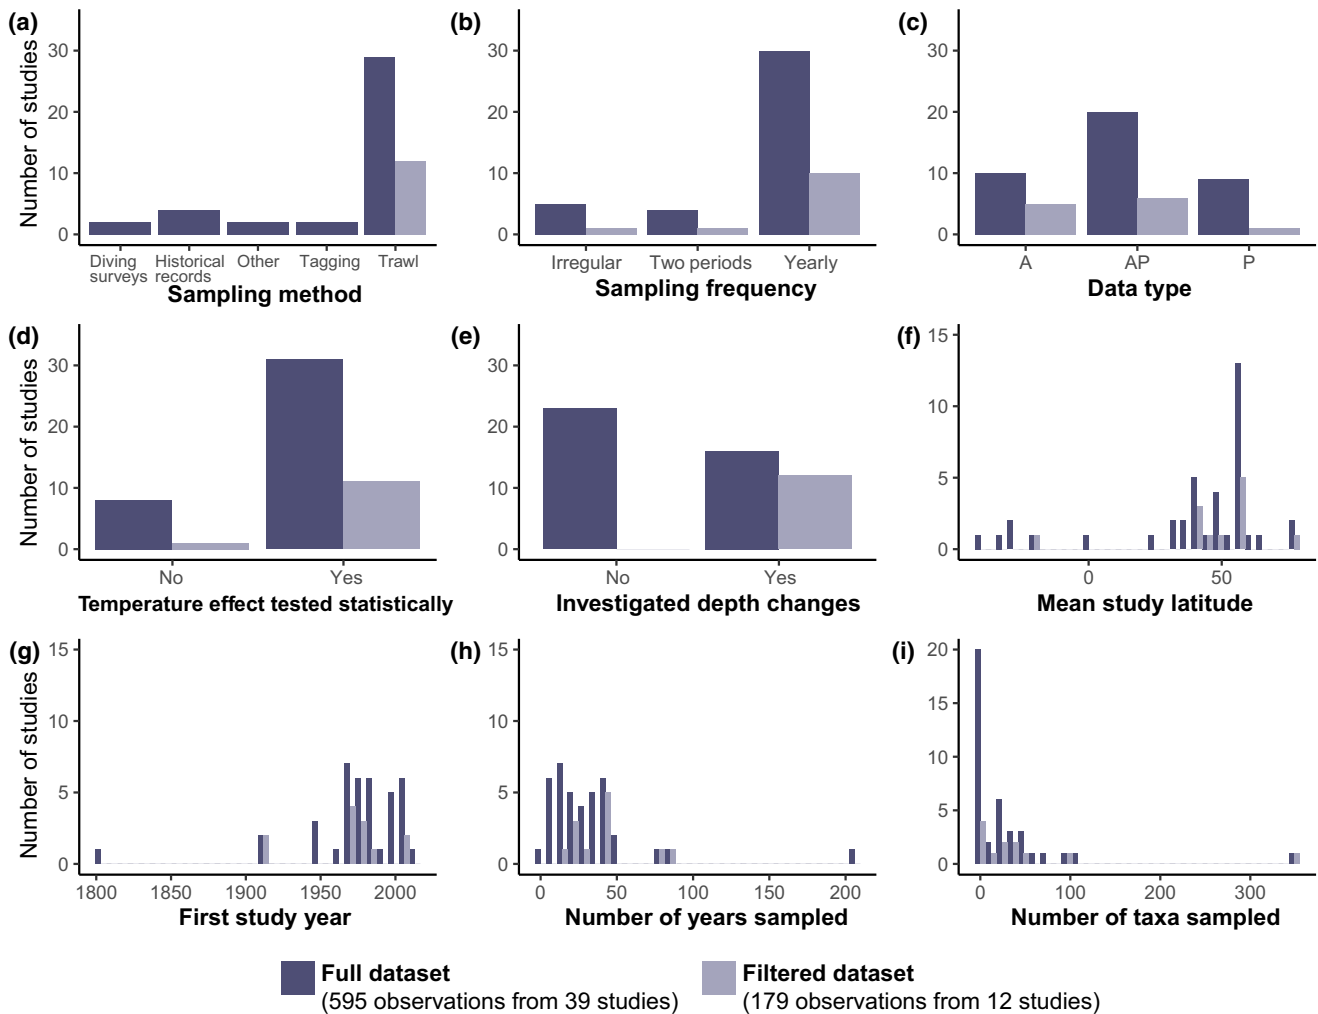 (a)
Number of studies
30
20
10
0
Diving surveys
Historical records
Other
Tagging
Trawl
Sampling method
(b)
30
20
10
0
Irregular
Two periods
Yearly
Sampling frequency
(c)
30
20
10
0
A
AP
P
Data type
(d)
Number of studies
30
20
10
0
No
Yes
Temperature effect tested statistically
(e)
30
20
10
0
No
Yes
Investigated depth changes
(f)
15
10
5
0
0
50
Mean study latitude
(g)
Number of studies
15
10
5
0
1800
1850
1900
1950
2000
First study year
(h)
15
10
5
0
0
50
100
150
200
Number of years sampled
(i)
20
15
10
5
0
0
100
200
300
Number of taxa sampled
Full dataset
(595 observations from 39 studies)
Filtered dataset
(179 observations from 12 studies)